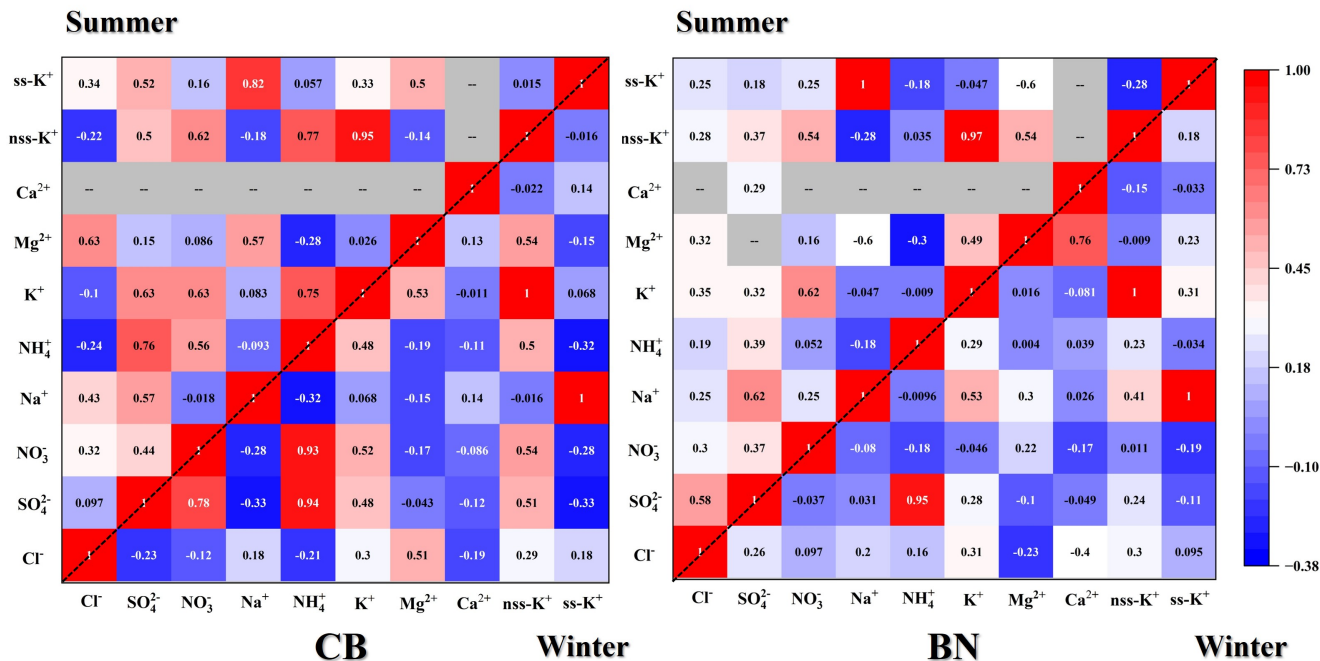 Summer
ss-K⁺ 0.34 0.52 0.16 0.82 0.057 0.33 0.5 -- 0.015 1
nss-K⁺ -0.22 0.5 0.62 -0.18 0.77 0.95 -0.14 -- 1 -0.016
Ca²⁺ -- -- -- -- -- -- -- 1 -0.022 0.14
Mg²⁺ 0.63 0.15 0.086 0.57 -0.28 0.026 1 0.13 0.54 -0.15
K⁺ -0.1 0.63 0.63 0.083 0.75 1 0.53 -0.011 1 0.068
NH₄⁺ -0.24 0.76 0.56 -0.093 1 0.48 -0.19 -0.11 0.5 -0.32
Na⁺ 0.43 0.57 -0.018 1 -0.32 0.068 -0.15 0.14 -0.016 1
NO₃⁻ 0.32 0.44 1 -0.28 0.93 0.52 -0.17 -0.086 0.54 -0.28
SO₄²⁻ 0.097 1 0.78 -0.33 0.94 0.48 -0.043 -0.12 0.51 -0.33
Cl⁻ 1 -0.23 -0.12 0.18 -0.21 0.3 0.51 -0.19 0.29 0.18
Cl⁻ SO₄²⁻ NO₃⁻ Na⁺ NH₄⁺ K⁺ Mg²⁺ Ca²⁺ nss-K⁺ ss-K⁺
CB Winter
Summer
ss-K⁺ 0.25 0.18 0.25 1 -0.18 -0.047 -0.6 -- -0.28 1
nss-K⁺ 0.28 0.37 0.54 -0.28 0.035 0.97 0.54 -- 1 0.18
Ca²⁺ -- 0.29 -- -- -- -- -- 1 -0.15 -0.033
Mg²⁺ 0.32 -- 0.16 -0.6 -0.3 0.49 1 0.76 -0.009 0.23
K⁺ 0.35 0.32 0.62 -0.047 -0.009 1 0.016 -0.081 1 0.31
NH₄⁺ 0.19 0.39 0.052 -0.18 1 0.29 0.004 0.039 0.23 -0.034
Na⁺ 0.25 0.62 0.25 1 -0.0096 0.53 0.3 0.026 0.41 1
NO₃⁻ 0.3 0.37 1 -0.08 -0.18 -0.046 0.22 -0.17 0.011 -0.19
SO₄²⁻ 0.58 1 -0.037 0.031 0.95 0.28 -0.1 -0.049 0.24 -0.11
Cl⁻ 1 0.26 0.097 0.2 0.16 0.31 -0.23 -0.4 0.3 0.095
Cl⁻ SO₄²⁻ NO₃⁻ Na⁺ NH₄⁺ K⁺ Mg²⁺ Ca²⁺ nss-K⁺ ss-K⁺
BN Winter
1.00
0.73
0.45
0.18
-0.10
-0.38